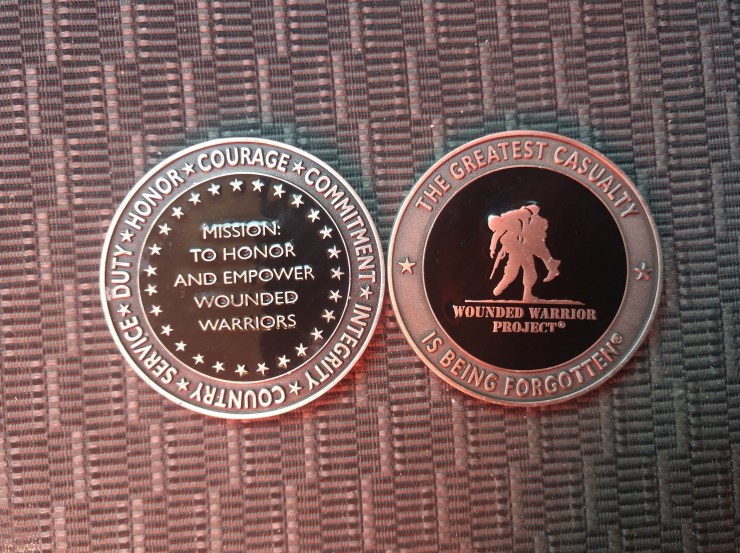 DUTY ★ HONOR ★ COURAGE ★ COMMITMENT ★ INTEGRITY ★ COUNTRY ★ SERVICE ★
MISSION:
TO HONOR
AND EMPOWER
WOUNDED
WARRIORS
THE GREATEST CASUALTY
WOUNDED WARRIOR
PROJECT®
IS BEING FORGOTTEN®